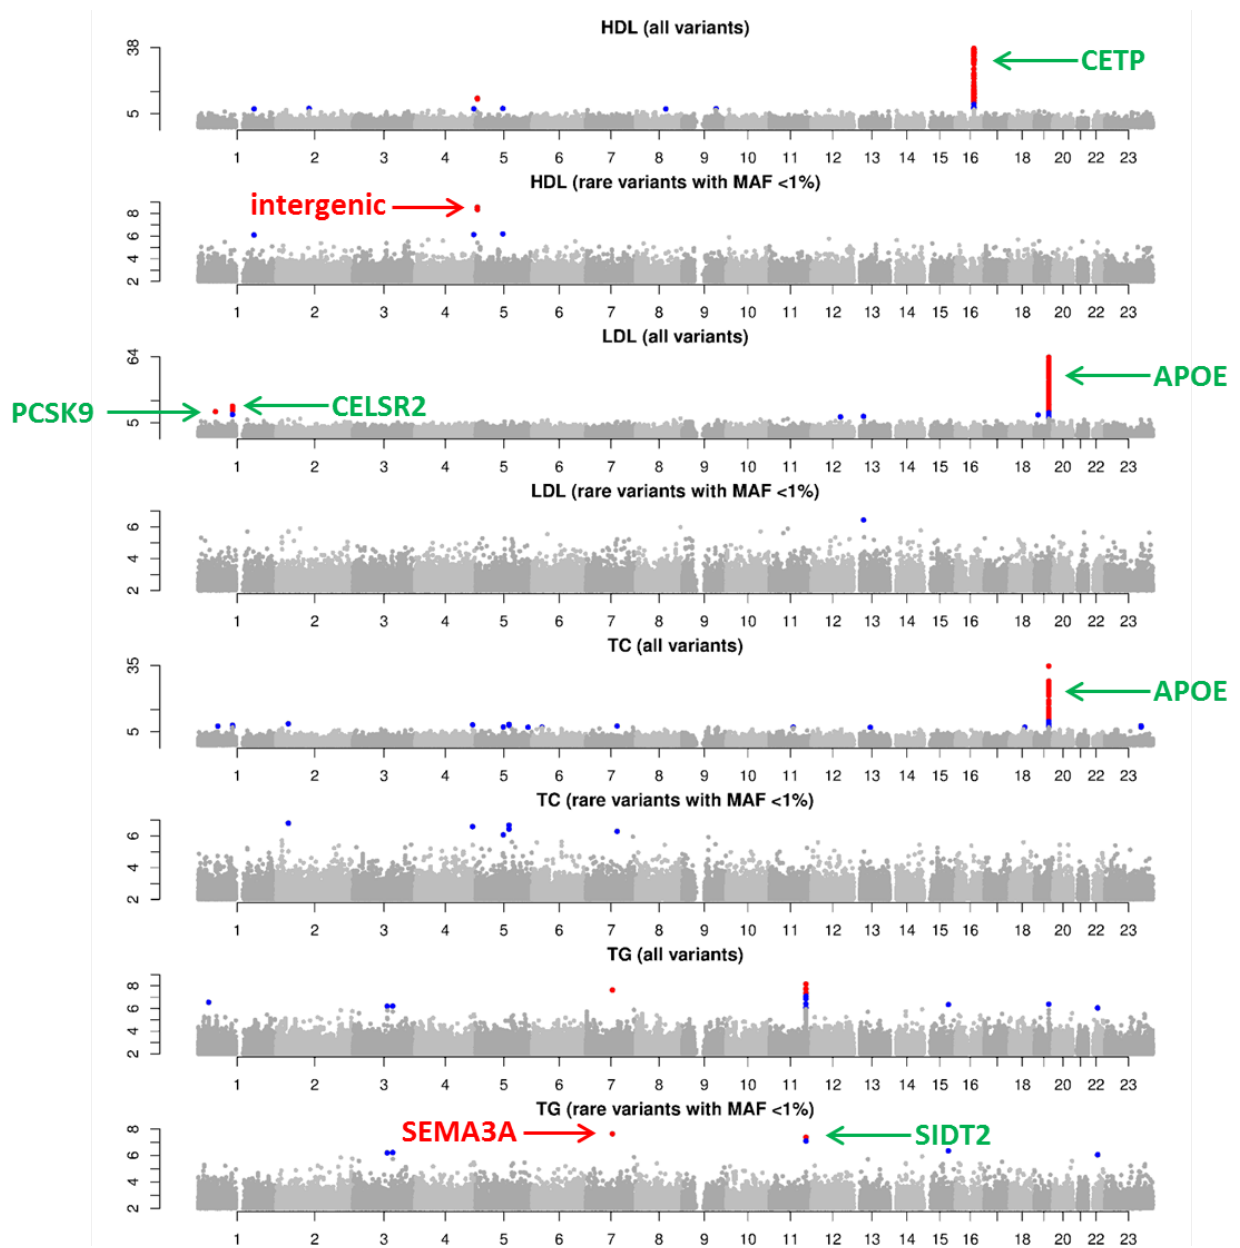 HDL (all variants)
38
5
CETP
1 2 3 4 5 6 7 8 9 10 11 12 13 14 15 16 18 20 22 23
HDL (rare variants with MAF <1%)
intergenic
8
6
4
2
1 2 3 4 5 6 7 8 9 10 11 12 13 14 15 16 18 20 22 23
LDL (all variants)
64
5
APOE
PCSK9
CELSR2
1 2 3 4 5 6 7 8 9 10 11 12 13 14 15 16 18 20 22 23
LDL (rare variants with MAF <1%)
6
4
2
1 2 3 4 5 6 7 8 9 10 11 12 13 14 15 16 18 20 22 23
TC (all variants)
35
5
APOE
1 2 3 4 5 6 7 8 9 10 11 12 13 14 15 16 18 20 22 23
TC (rare variants with MAF <1%)
6
4
2
1 2 3 4 5 6 7 8 9 10 11 12 13 14 15 16 18 20 22 23
TG (all variants)
8
6
4
2
1 2 3 4 5 6 7 8 9 10 11 12 13 14 15 16 18 20 22 23
TG (rare variants with MAF <1%)
SEMA3A
SIDT2
8
6
4
2
1 2 3 4 5 6 7 8 9 10 11 12 13 14 15 16 18 20 22 23